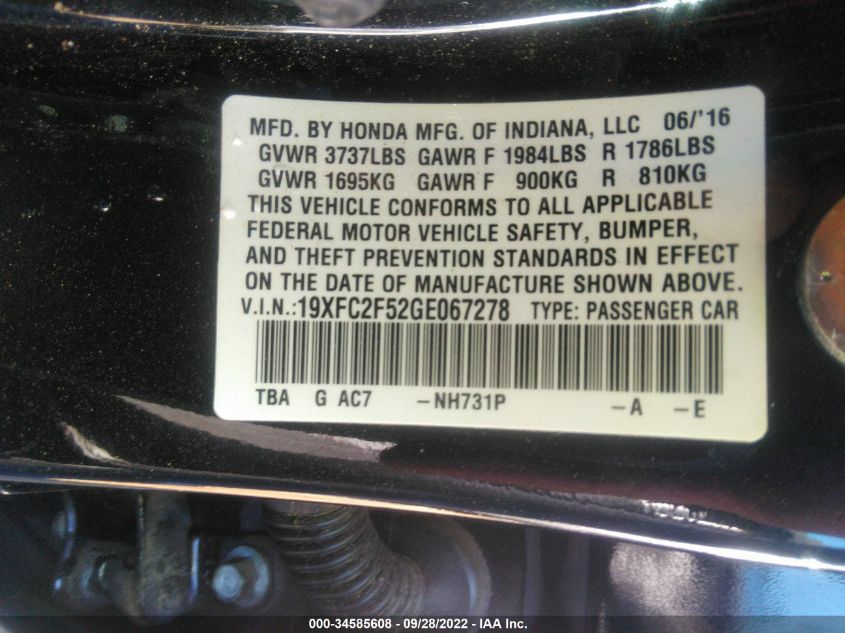 MFD. BY HONDA MFG. OF INDIANA, LLC 06/'16
GVWR 3737LBS GAWR F 1984LBS R 1786LBS
GVWR 1695KG GAWR F 900KG R 810KG
THIS VEHICLE CONFORMS TO ALL APPLICABLE
FEDERAL MOTOR VEHICLE SAFETY, BUMPER,
AND THEFT PREVENTION STANDARDS IN EFFECT
ON THE DATE OF MANUFACTURE SHOWN ABOVE.
V.I.N.:19XFC2F52GE067278 TYPE: PASSENGER CAR
TBA G AC7 –NH731P –A –E
000-34585608 - 09/28/2022 - IAA Inc.